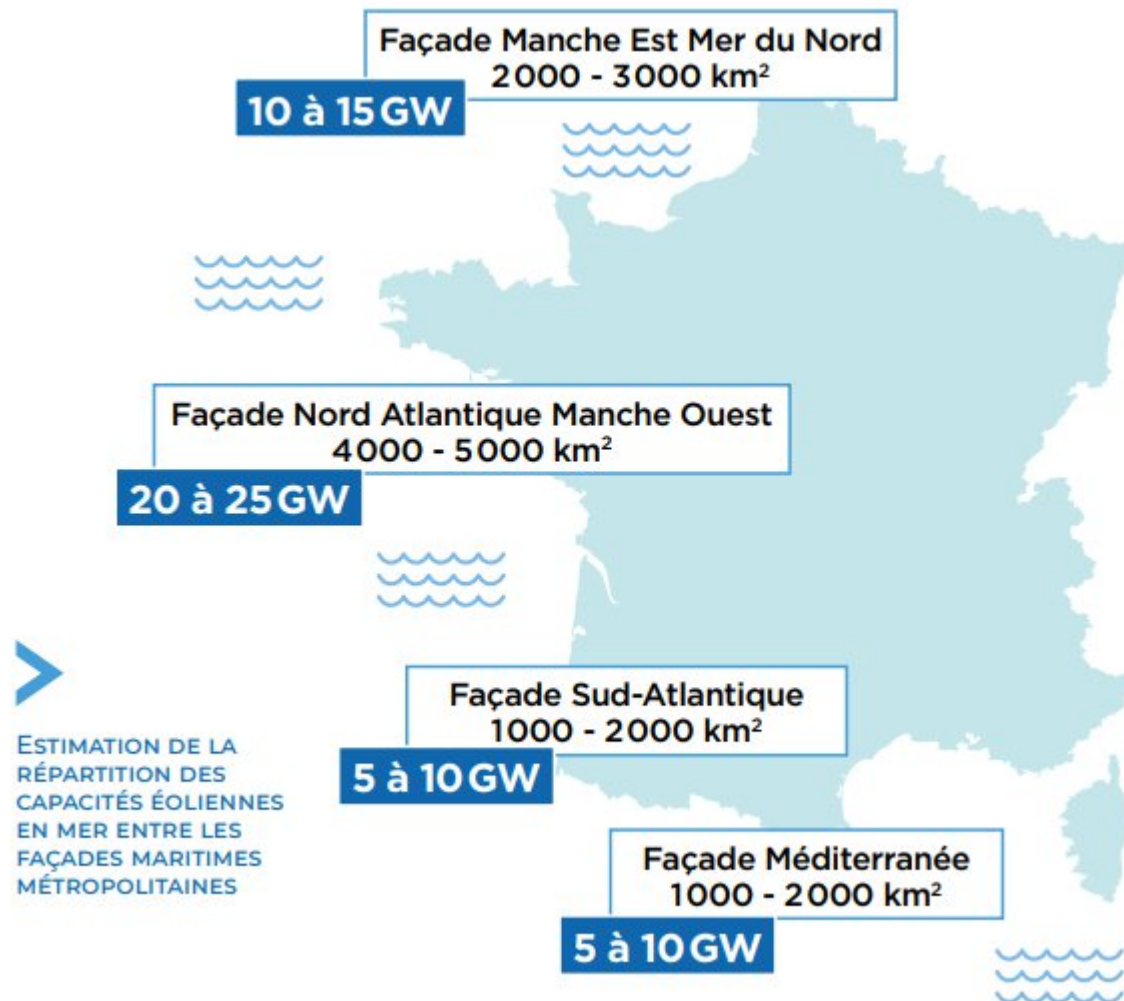 Façade Manche Est Mer du Nord
2000 - 3000 km²
10 à 15 GW
Façade Nord Atlantique Manche Ouest
4000 - 5000 km²
20 à 25 GW
Façade Sud-Atlantique
1000 - 2000 km²
5 à 10 GW
Façade Méditerranée
1000 - 2000 km²
5 à 10 GW
ESTIMATION DE LA
RÉPARTITION DES
CAPACITÉS ÉOLIENNES
EN MER ENTRE LES
FAÇADES MARITIMES
MÉTROPOLITAINES